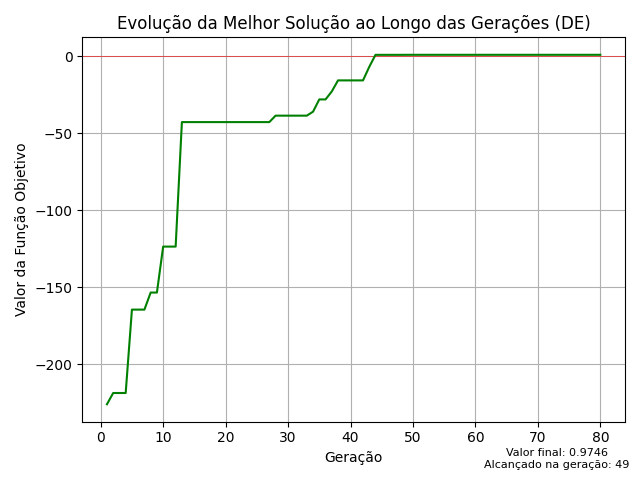 Evolução da Melhor Solução ao Longo das Gerações (DE)
Valor da Função Objetivo
0
−50
−100
−150
−200
0 10 20 30 40 50 60 70 80
Geração
Valor final: 0.9746
Alcançado na geração: 49